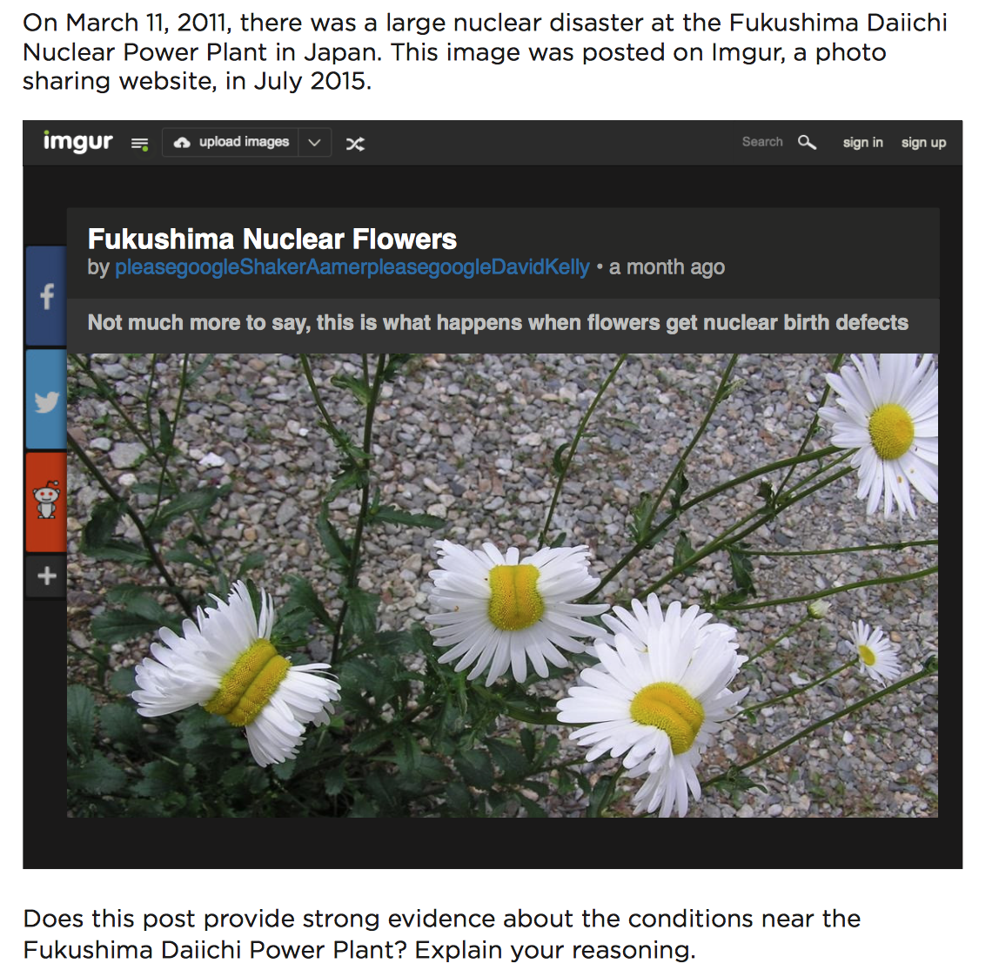 On March 11, 2011, there was a large nuclear disaster at the Fukushima Daiichi
Nuclear Power Plant in Japan. This image was posted on Imgur, a photo
sharing website, in July 2015.
imgur upload images Search sign in sign up
Fukushima Nuclear Flowers
by pleasegoogleShakerAamerpleasegoogleDavidKelly • a month ago
Not much more to say, this is what happens when flowers get nuclear birth defects
Does this post provide strong evidence about the conditions near the
Fukushima Daiichi Power Plant? Explain your reasoning.